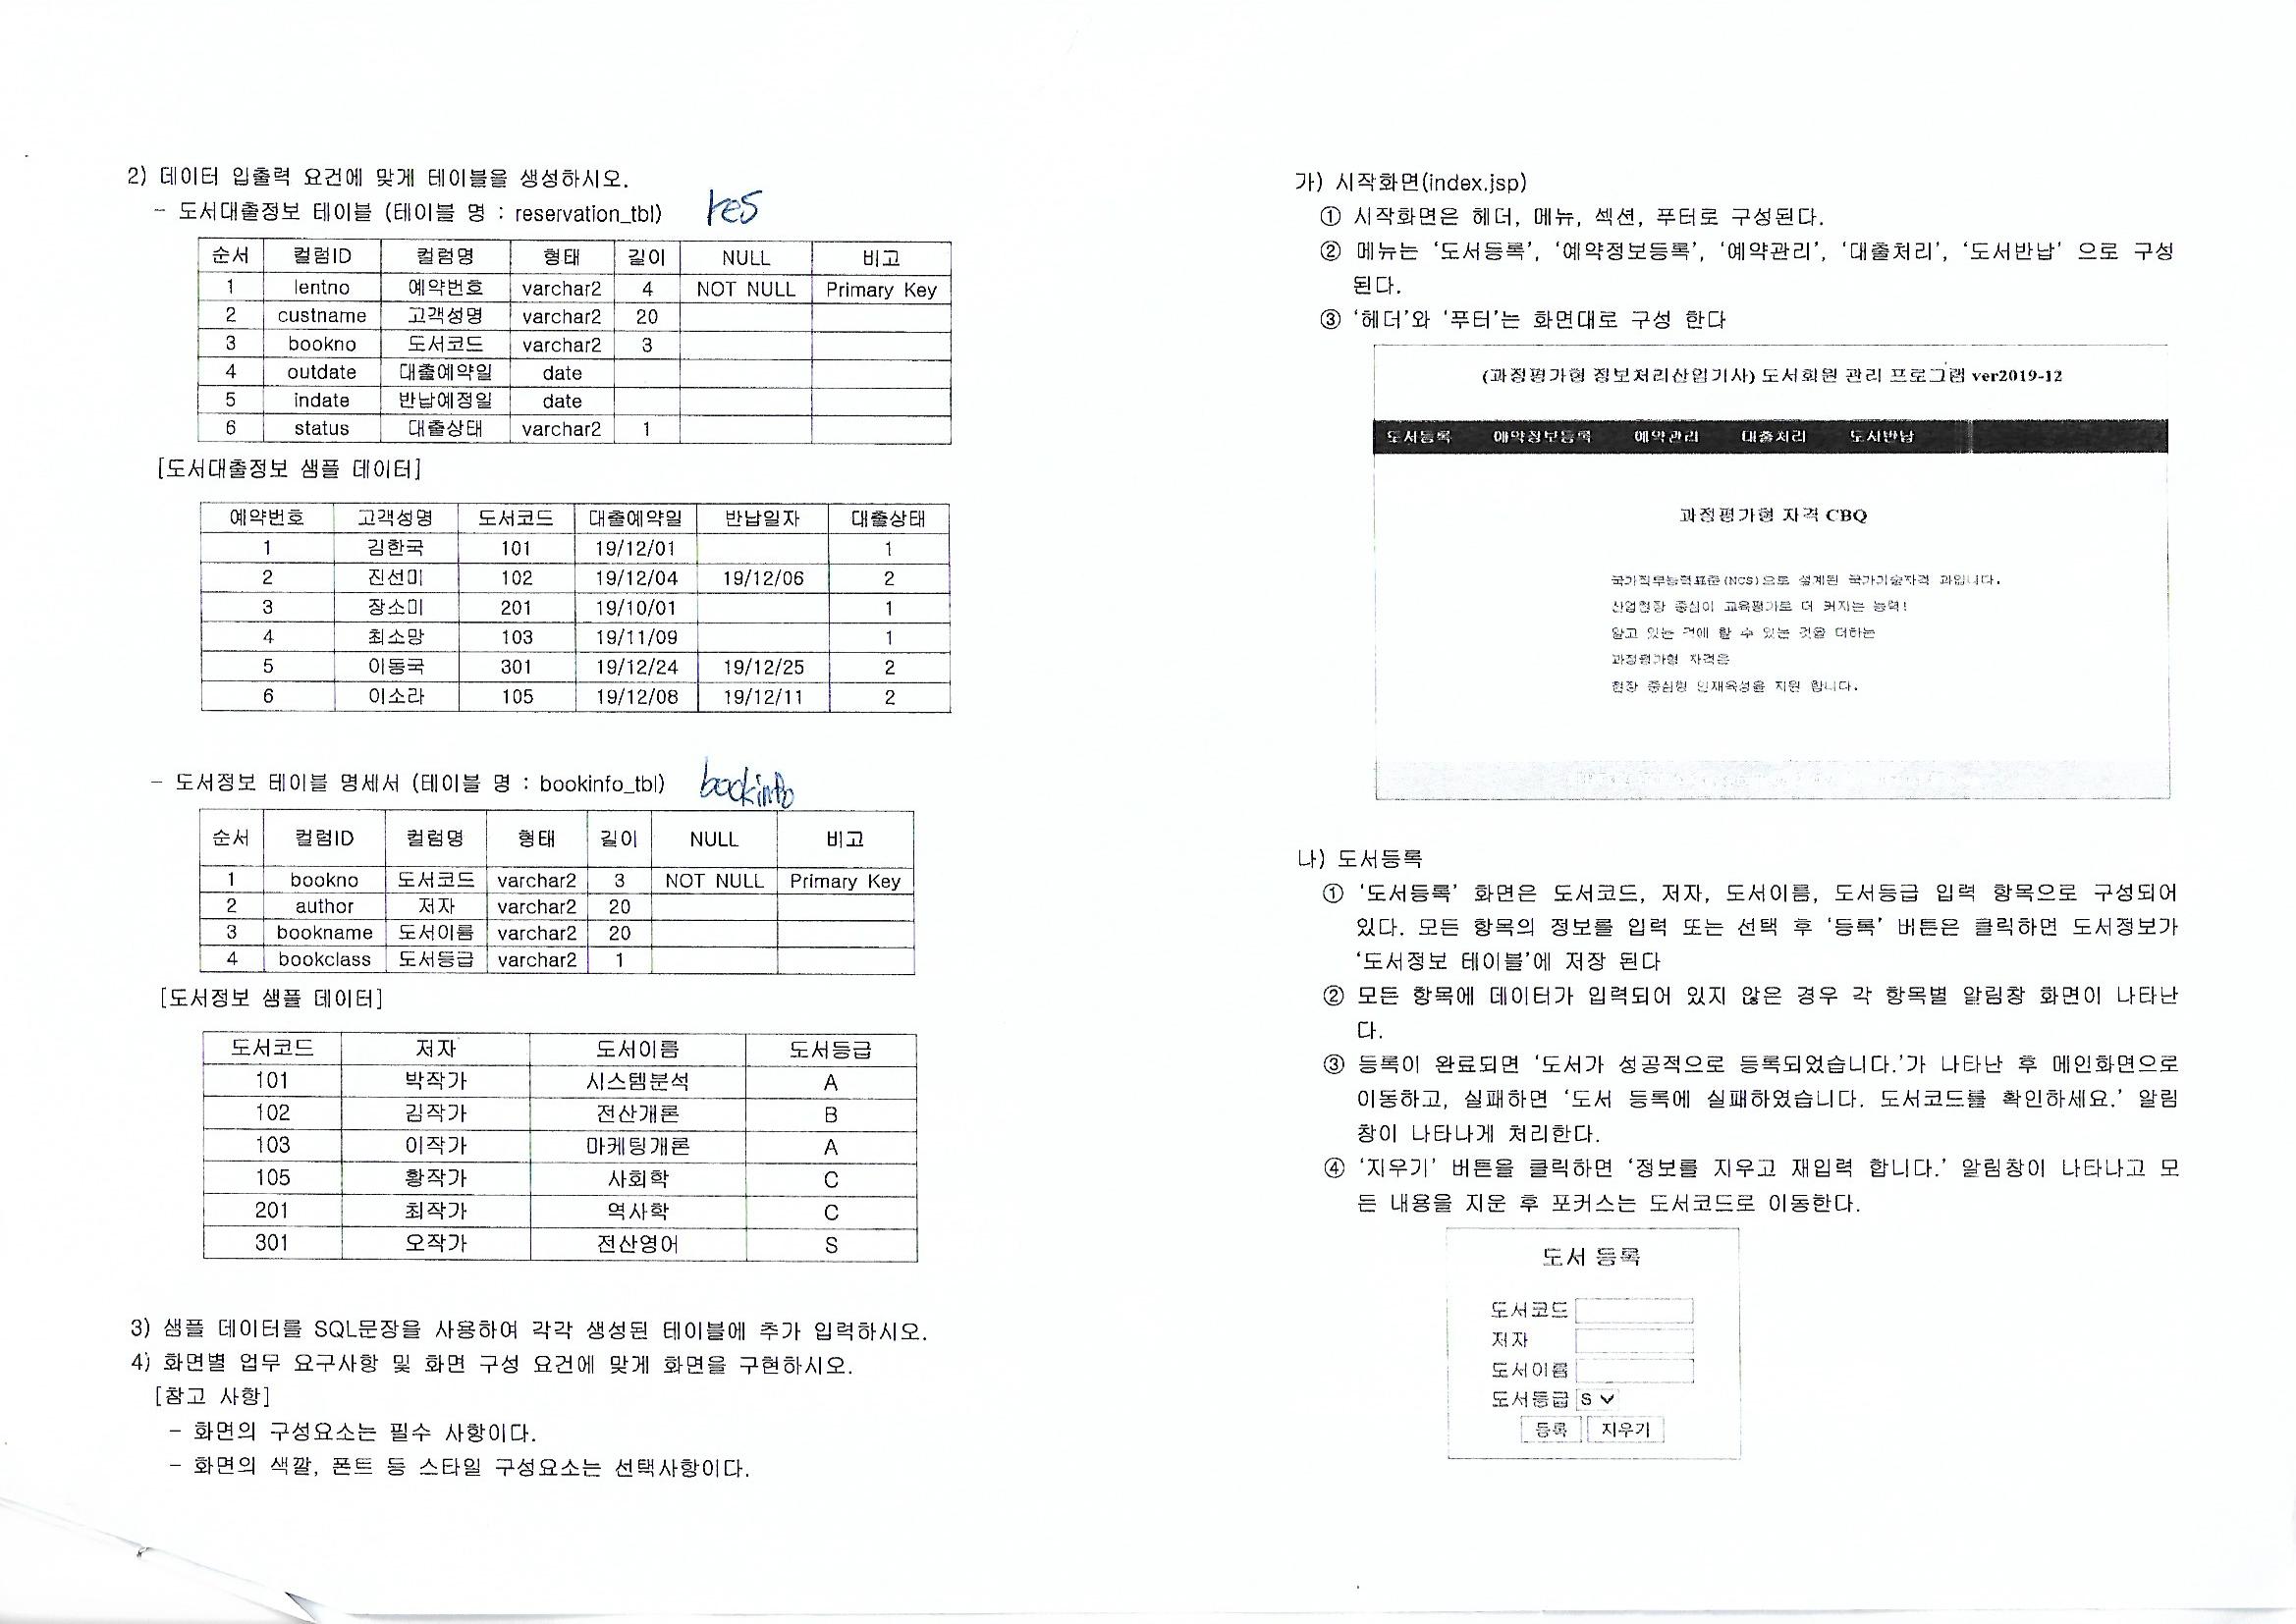 2) 데이터 입출력 요건에 맞게 테이블을 생성하시오.
- 도서대출정보 테이블 (테이블 명 : reservation_tbl) res
순서 컬럼ID 컬럼명 형태 길이 NULL 비고
1 lentno 예약번호 varchar2 4 NOT NULL Primary Key
2 custname 고객성명 varchar2 20
3 bookno 도서코드 varchar2 3
4 outdate 대출예약일 date
5 indate 반납예정일 date
6 status 대출상태 varchar2 1
[도서대출정보 샘플 데이터]
예약번호 고객성명 도서코드 대출예약일 반납일자 대출상태
1 김한국 101 19/12/01 1
2 진선미 102 19/12/04 19/12/06 2
3 장소미 201 19/10/01 1
4 최소망 103 19/11/09 1
5 이동국 301 19/12/24 19/12/25 2
6 이소라 105 19/12/08 19/12/11 2
- 도서정보 테이블 명세서 (테이블 명 : bookinfo_tbl) bookinfo
순서 컬럼ID 컬럼명 형태 길이 NULL 비고
1 bookno 도서코드 varchar2 3 NOT NULL Primary Key
2 author 저자 varchar2 20
3 bookname 도서이름 varchar2 20
4 bookclass 도서등급 varchar2 1
[도서정보 샘플 데이터]
도서코드 저자 도서이름 도서등급
101 박작가 시스템분석 A
102 김작가 전산개론 B
103 이작가 마케팅개론 A
105 황작가 사회학 C
201 최작가 역사학 C
301 오작가 전산영어 S
3) 샘플 데이터를 SQL문장을 사용하여 각각 생성된 테이블에 추가 입력하시오.
4) 화면별 업무 요구사항 및 화면 구성 요건에 맞게 화면을 구현하시오.
[참고 사항]
- 화면의 구성요소는 필수 사항이다.
- 화면의 색깔, 폰트 등 스타일 구성요소는 선택사항이다.
가) 시작화면(index.jsp)
① 시작화면은 헤더, 메뉴, 섹션, 푸터로 구성된다.
② 메뉴는 ‘도서등록’, ‘예약정보등록’, ‘예약관리’, ‘대출처리’, ‘도서반납’ 으로 구성
된다.
③ ‘헤더’와 ‘푸터’는 화면대로 구성 한다
(과정평가형 정보처리산업기사) 도서회원 관리 프로그램 ver2019-12
도서등록 예약정보등록 예약관리 대출처리 도서반납
과정평가형 자격 CBQ
국가직무능력표준(NCS)으로 설계된 국가기술자격 과입니다.
산업현장 중심이 교육평가로 더 커지는 능력!
알고 있는 것에 할 수 있는 것을 더하는
과정평가형 자격은
현장 중심형 인재육성을 지원 합니다.
나) 도서등록
① ‘도서등록’ 화면은 도서코드, 저자, 도서이름, 도서등급 입력 항목으로 구성되어
있다. 모든 항목의 정보를 입력 또는 선택 후 ‘등록’ 버튼은 클릭하면 도서정보가
‘도서정보 테이블’에 저장 된다
② 모든 항목에 데이터가 입력되어 있지 않은 경우 각 항목별 알림창 화면이 나타난
다.
③ 등록이 완료되면 ‘도서가 성공적으로 등록되었습니다.’가 나타난 후 메인화면으로
이동하고, 실패하면 ‘도서 등록에 실패하였습니다. 도서코드를 확인하세요.’ 알림
창이 나타나게 처리한다.
④ ‘지우기’ 버튼을 클릭하면 ‘정보를 지우고 재입력 합니다.’ 알림창이 나타나고 모
든 내용을 지운 후 포커스는 도서코드로 이동한다.
도서 등록
도서코드
저자
도서이름
도서등급 S
등록 지우기